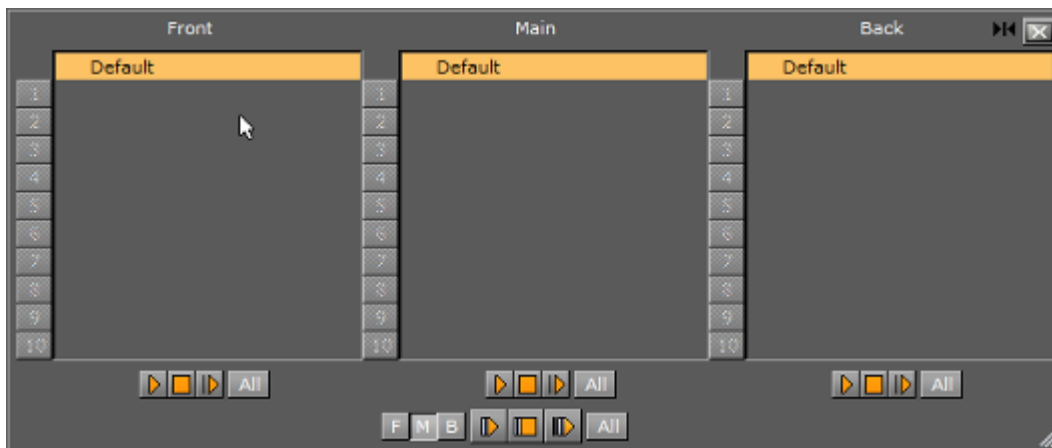 Front Main Back
Default Default Default
1 1 1
2 2 2
3 3 3
4 4 4
5 5 5
6 6 6
7 7 7
8 8 8
9 9 9
10 10 10
All All All
F M B All